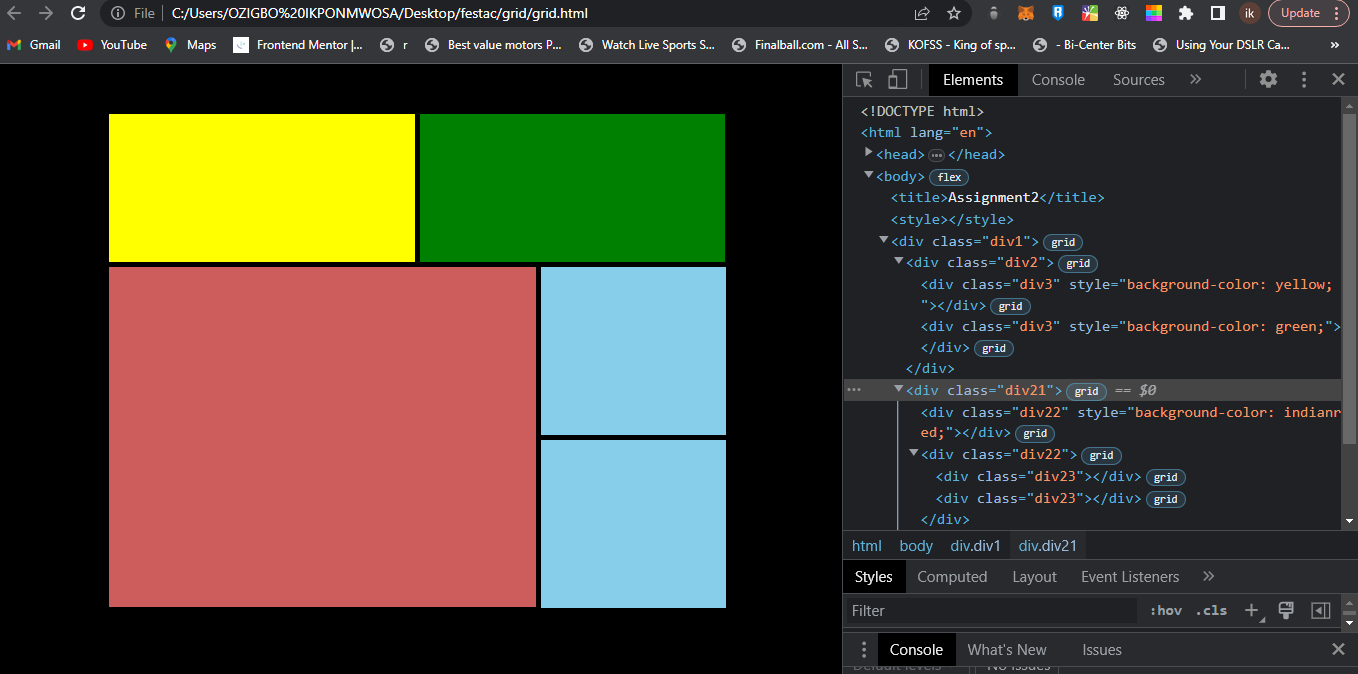 File C:/Users/OZIGBO%20IKPONMWOSA/Desktop/festac/grid/grid.html ik Update
Gmail YouTube Maps Frontend Mentor |... r Best value motors P... Watch Live Sports S... Finalball.com - All S... KOFSS - King of sp... - Bi-Center Bits Using Your DSLR Ca... »
Elements Console Sources »
<!DOCTYPE html>
<html lang="en">
<head> ••• </head>
<body> flex
<title>Assignment2</title>
<style></style>
<div class="div1"> grid
<div class="div2"> grid
<div class="div3" style="background-color: yellow;
"></div> grid
<div class="div3" style="background-color: green;">
</div> grid
</div>
<div class="div21"> grid == $0
<div class="div22" style="background-color: indianr
ed;"></div> grid
<div class="div22"> grid
<div class="div23"></div> grid
<div class="div23"></div> grid
</div>
html body div.div1 div.div21
Styles Computed Layout Event Listeners »
Filter :hov .cls +
Console What's New Issues
Default levels No Issues